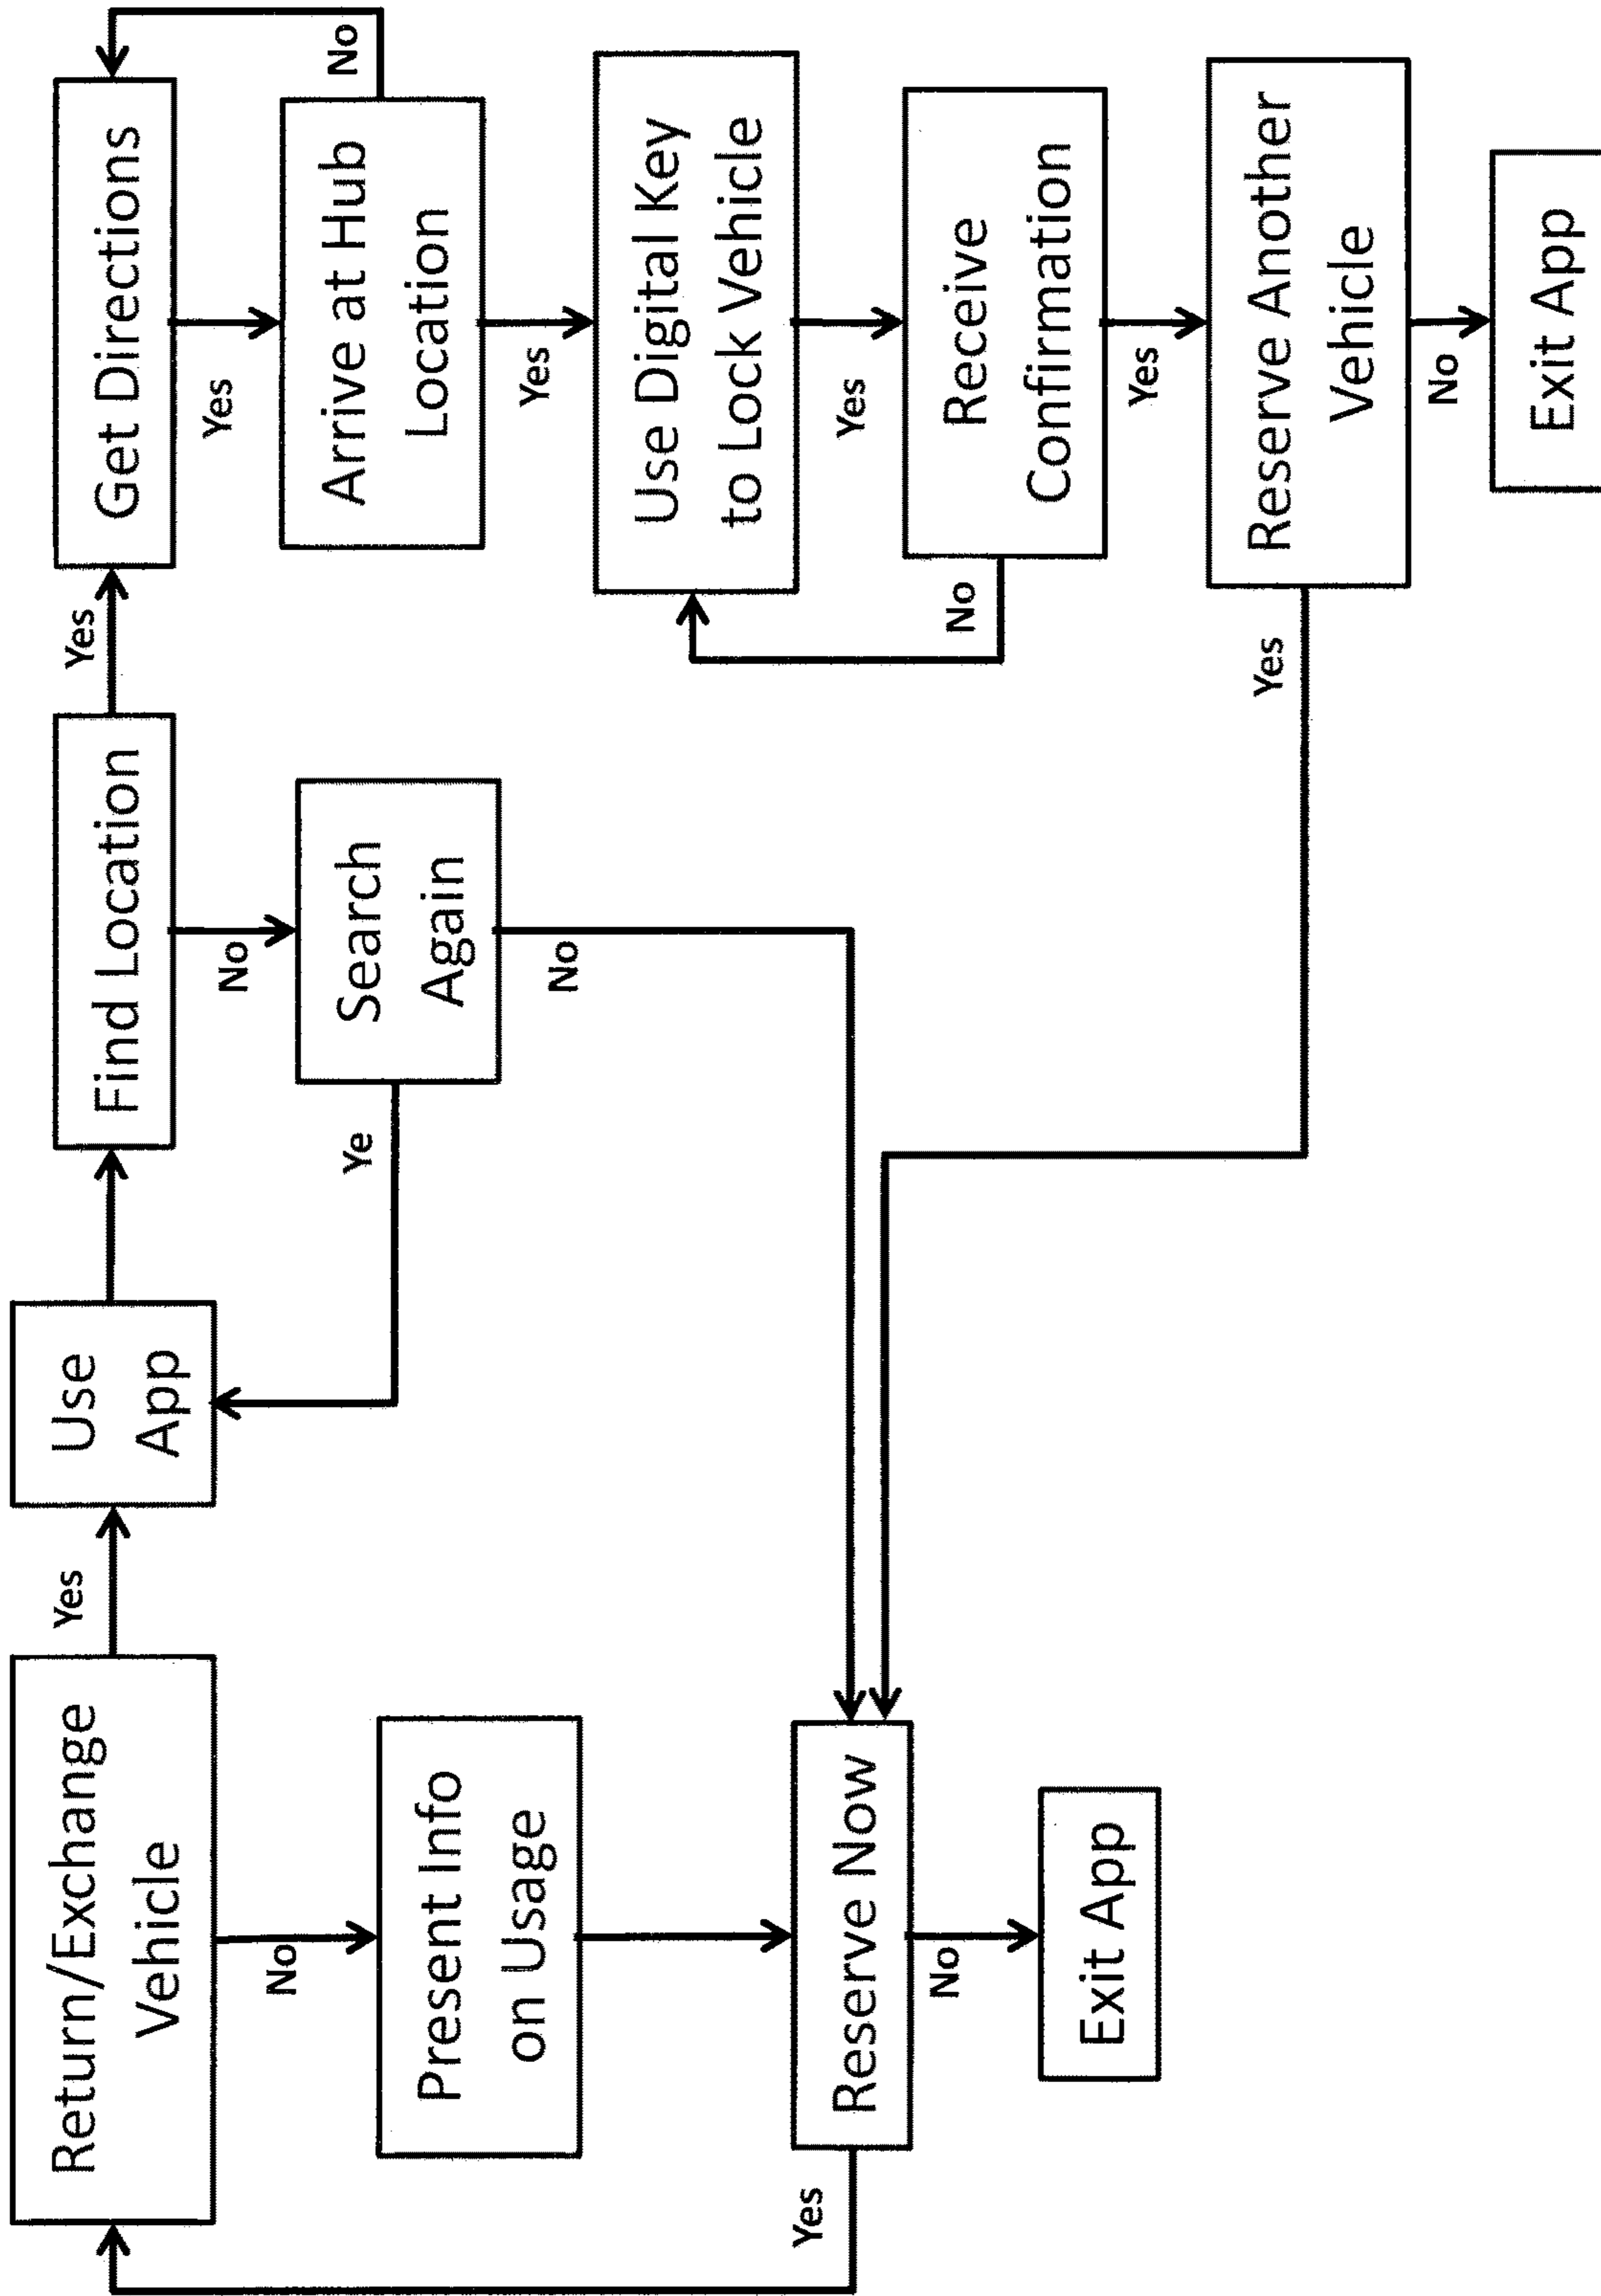 Return/Exchange
Vehicle
Yes
Use
App
Find Location
Yes
Get Directions
No
Present Info
on Usage
No
Search
Again
Ye
No
Yes
Arrive at Hub
Location
No
Yes
Use Digital Key
to Lock Vehicle
Yes
Reserve Now
Yes
No
Exit App
No
Receive
Confirmation
Yes
Reserve Another
Vehicle
Yes
No
Exit App